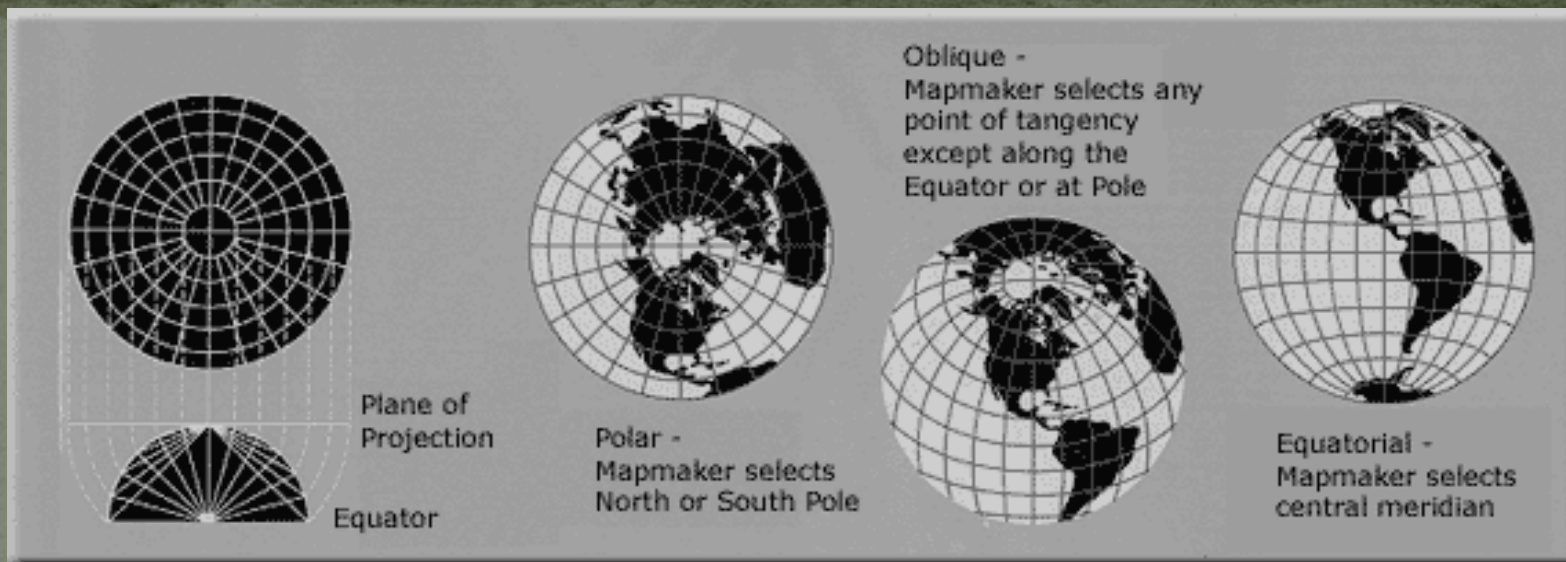 Plane of
Projection
Equator
Polar -
Mapmaker selects
North or South Pole
Oblique -
Mapmaker selects any
point of tangency
except along the
Equator or at Pole
Equatorial -
Mapmaker selects
central meridian